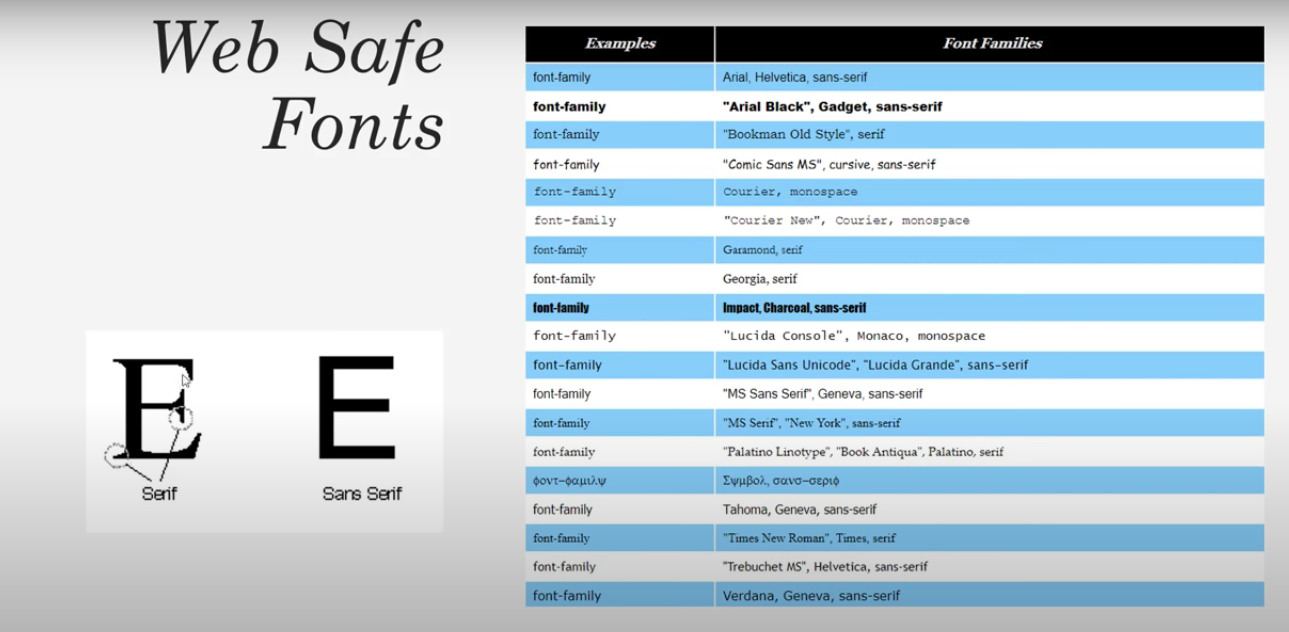 Web Safe
Fonts
Serif
Sans Serif
Examples Font Families
font-family Arial, Helvetica, sans-serif
font-family "Arial Black", Gadget, sans-serif
font-family "Bookman Old Style", serif
font-family "Comic Sans MS", cursive, sans-serif
font-family Courier, monospace
font-family "Courier New", Courier, monospace
font-family Garamond, serif
font-family Georgia, serif
font-family Impact, Charcoal, sans-serif
font-family "Lucida Console", Monaco, monospace
font-family "Lucida Sans Unicode", "Lucida Grande", sans-serif
font-family "MS Sans Serif", Geneva, sans-serif
font-family "MS Serif", "New York", sans-serif
font-family "Palatino Linotype", "Book Antiqua", Palatino, serif
φοντ–φαμιλψ Σψμβολ, σανσ–σεριφ
font-family Tahoma, Geneva, sans-serif
font-family "Times New Roman", Times, serif
font-family "Trebuchet MS", Helvetica, sans-serif
font-family Verdana, Geneva, sans-serif